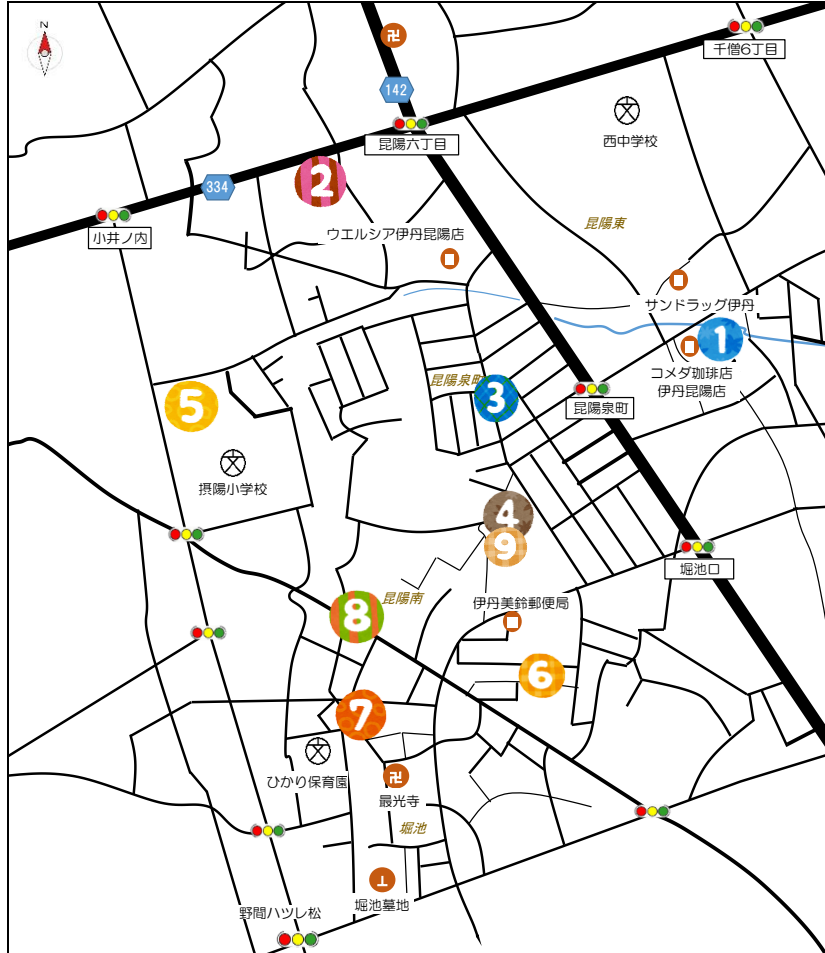 N
千僧6丁目
142
西中学校
昆陽六丁目
2
334
昆陽東
小井ノ内
ウエルシア伊丹昆陽店
サンドラッグ伊丹
1
コメダ珈琲店
伊丹昆陽店
昆陽泉町
3
昆陽泉町
5
摂陽小学校
4
9
堀池口
昆陽南
伊丹美鈴郵便局
8
6
7
ひかり保育園
最光寺
堀池
堀池墓地
野間ハツレ松